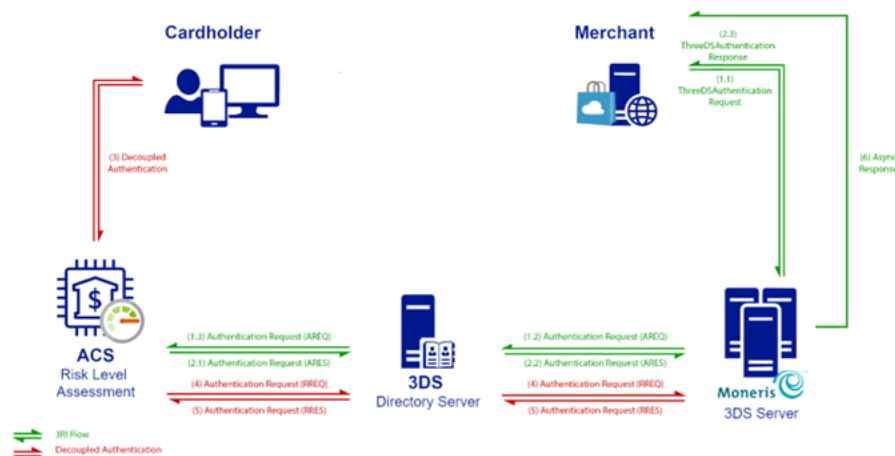 Cardholder
Merchant
(2.3)
ThreeDSAuthentication
Response
(1.1)
ThreeDSAuthentication
Request
(3) Decoupled
Authentication
(6) Async
Response
(1.3) Authentication Request (AREQ)
(2.1) Authentication Request (ARES)
(1.2) Authentication Request (AREQ)
(2.2) Authentication Request (ARES)
ACS
Risk Level
Assessment
(4) Authentication Request (RREQ)
(5) Authentication Request (RRES)
3DS
Directory Server
(4) Authentication Request (RREQ)
(5) Authentication Request (RRES)
Moneris
3DS Server
3RI Flow
Decoupled Authentication